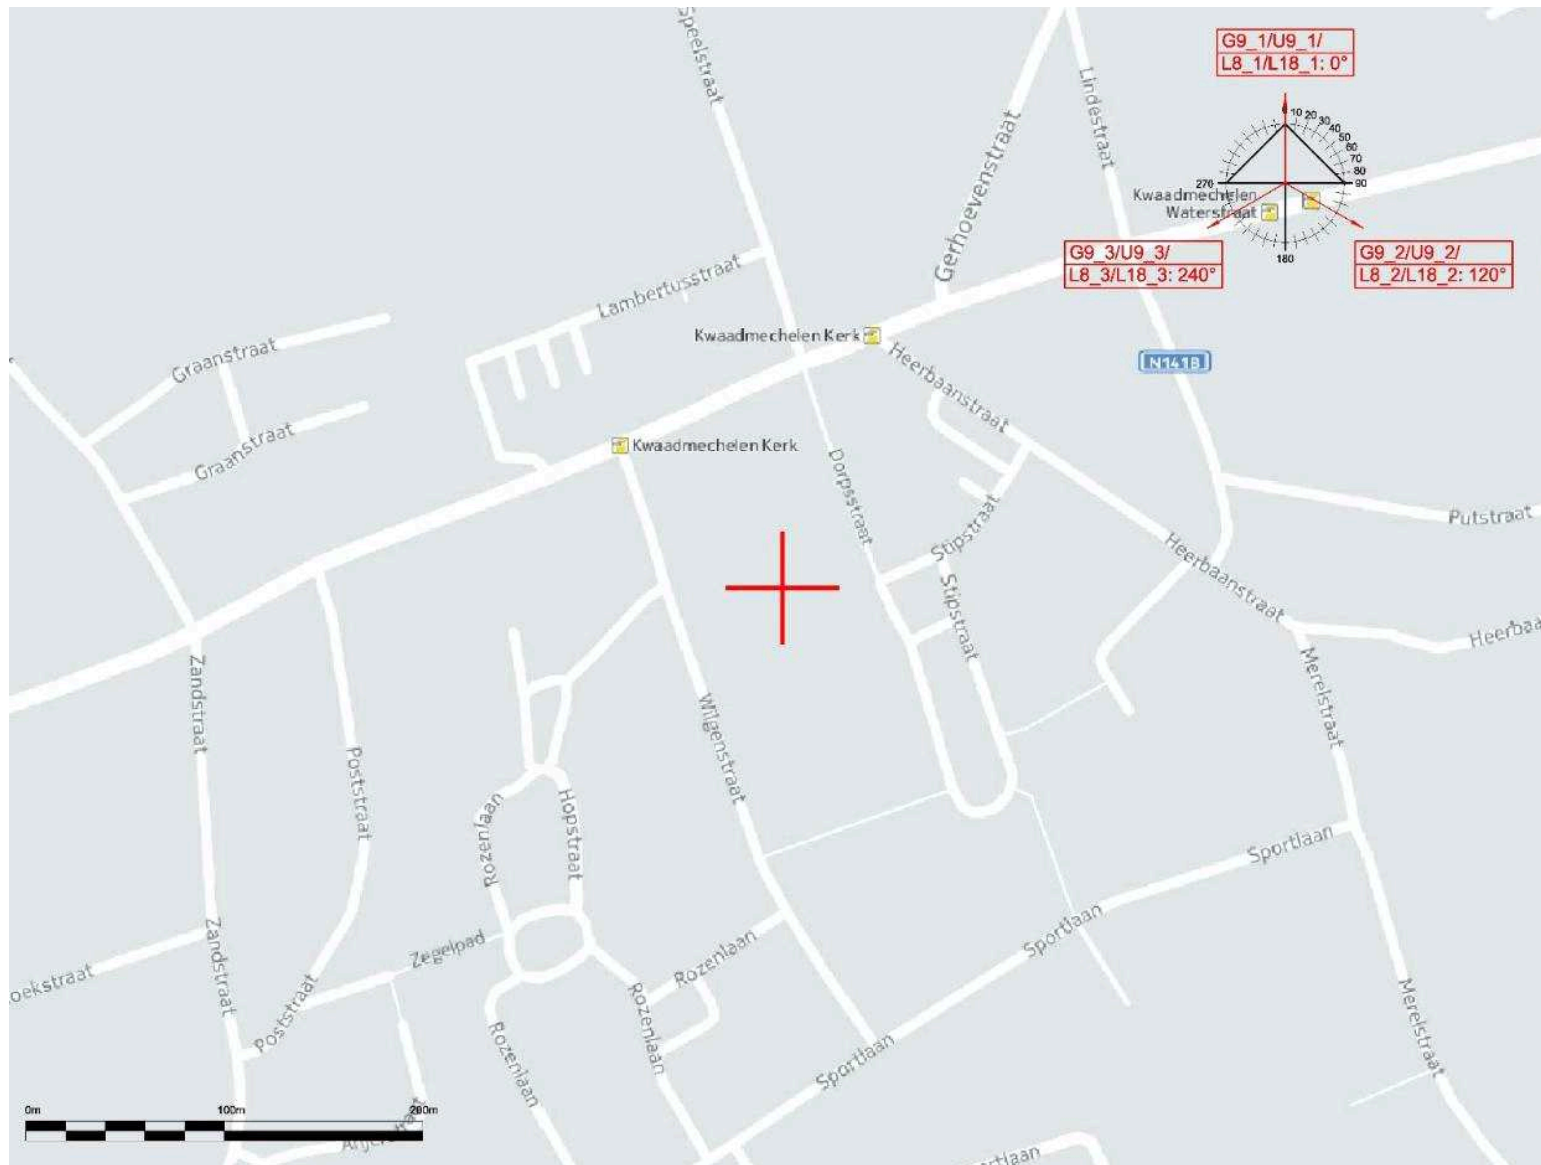 Speelstraat
G9_1/U9_1/
L8_1/L18_1: 0°
Lindestraat
Gerhoevenstraat
10 20 30 40 50 60 70 80 90
270
180
Kwaadmechelen
Waterstraat
G9_3/U9_3/
L8_3/L18_3: 240°
G9_2/U9_2/
L8_2/L18_2: 120°
Lambertusstraat
Kwaadmechelen Kerk
Graanstraat
Heerbaanstraat
N141B
Graanstraat
Kwaadmechelen Kerk
Dorpsstraat
Putstraat
Stipstraat
Heerbaanstraat
Stipstraat
Heerbaa
Zandstraat
Merelstraat
Wilgenstraat
Poststraat
Rozenlaan
Hopstraat
Sportlaan
Zegelpad
Sportlaan
Zandstraat
Rozenlaan
oekstraat
Poststraat
Rozenlaan
Rozenlaan
Merelstraat
Sportlaan
0m 100m 200m
rtlaan